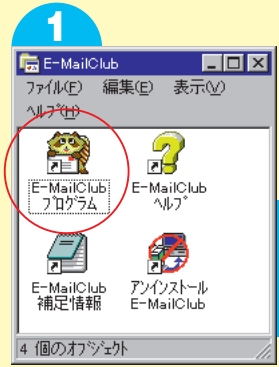 1
E-MailClub
ファイル(F) 編集(E) 表示(V)
ヘルプ(H)
E-MailClub
プログラム
E-MailClub
ヘルプ
E-MailClub
補足情報
アンインストール
E-MailClub
4 個のオブジェクト